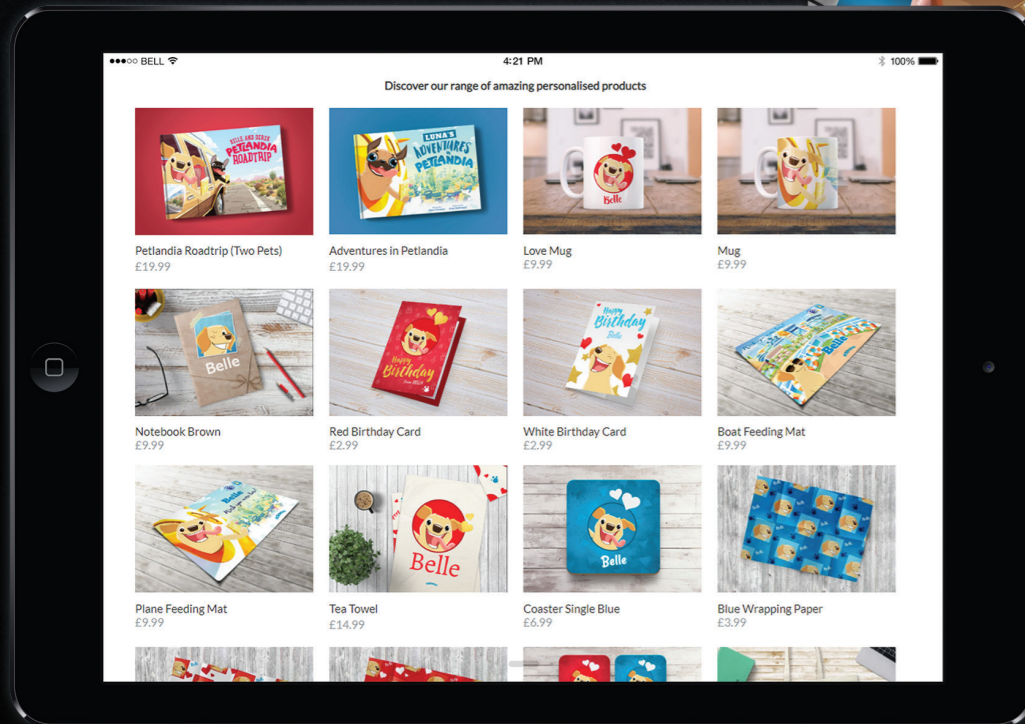 BELL
4:21 PM
100%
Discover our range of amazing personalised products
BELLE AND DEREK
PETLANDIA
ROADTRIP
LUNA'S
ADVENTURES
IN
PETLANDIA
Belle
Petlandia Roadtrip (Two Pets)
£19.99
Adventures in Petlandia
£19.99
Love Mug
£9.99
Mug
£9.99
Belle
Happy
Birthday
Happy
Birthday
Belle
Belle
Notebook Brown
£9.99
Red Birthday Card
£2.99
White Birthday Card
£2.99
Boat Feeding Mat
£9.99
Belle
Belle
Belle
Plane Feeding Mat
£9.99
Tea Towel
£14.99
Coaster Single Blue
£6.99
Blue Wrapping Paper
£3.99